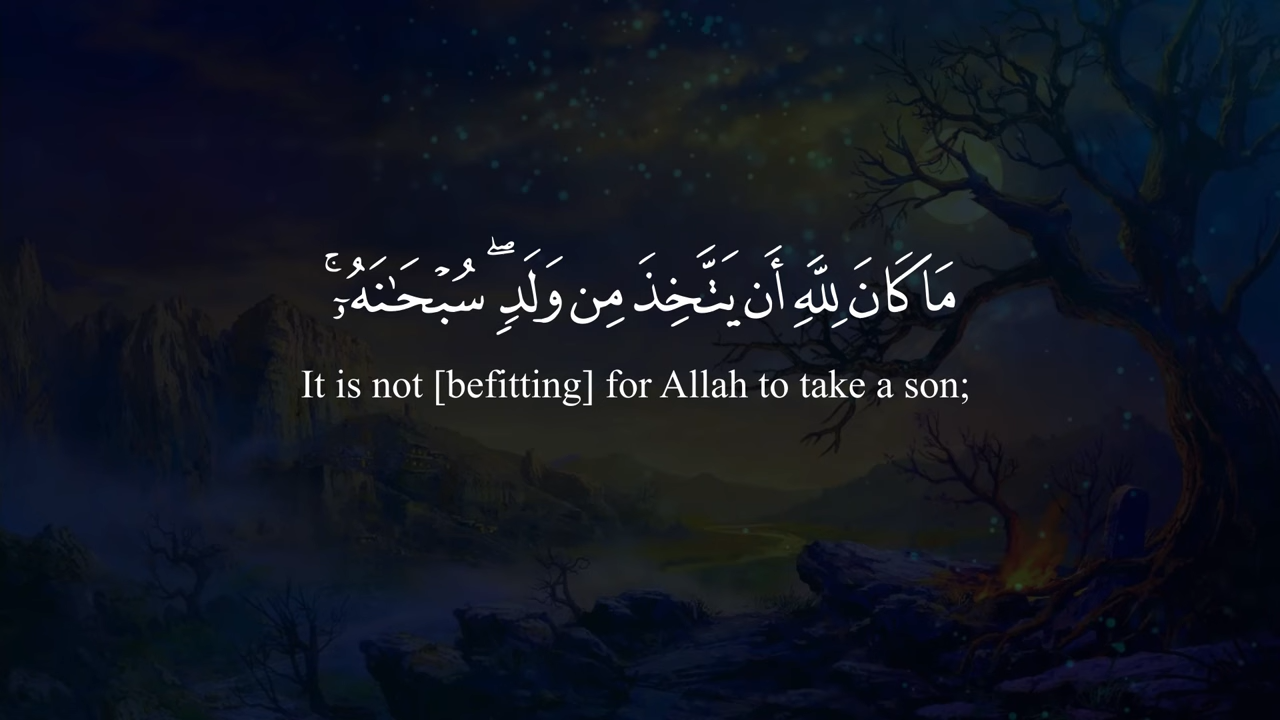 مَا كَانَ لِلَّهِ أَن يَتَّخِذَ مِن وَلَدٍۖ سُبْحَٰنَهُۥٓۚ
It is not [befitting] for Allah to take a son;